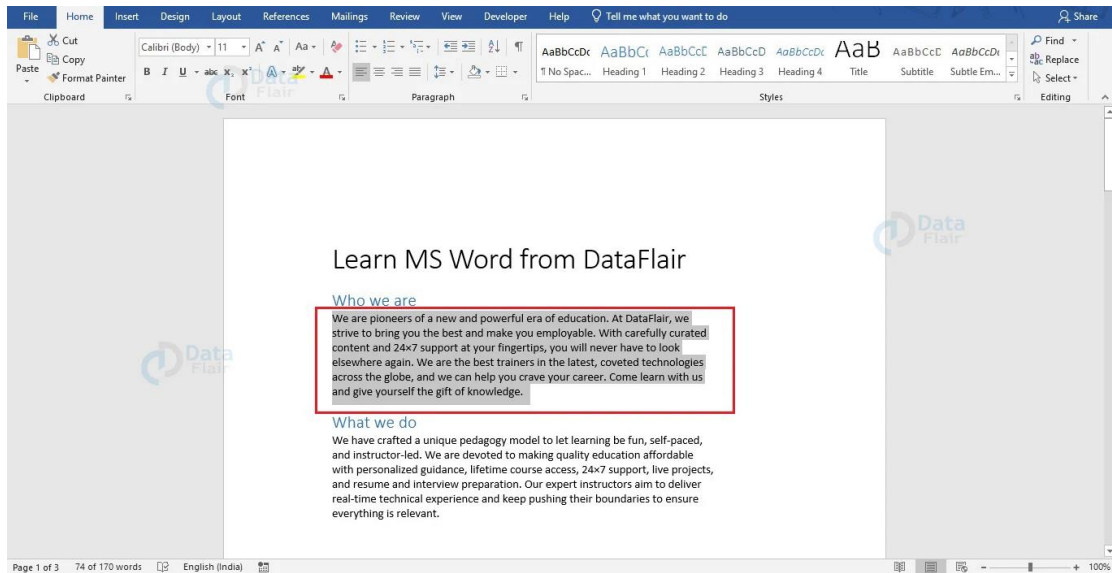 File Home Insert Design Layout References Mailings Review View Developer Help Tell me what you want to do Share
Paste
Cut
Copy
Format Painter
Calibri (Body) 11 A A Aa
B I U abc X₂ X² A ab A
AaBbCcDc AaBbCc AaBbCcC AaBbCcD AaBbCcDc AaB AaBbCcD AaBbCcDc
¶ No Spac... Heading 1 Heading 2 Heading 3 Heading 4 Title Subtitle Subtle Em...
Find
Replace
Select
Clipboard Font Paragraph Styles Editing
Data
Flair
Data
Flair
Learn MS Word from DataFlair
Who we are
We are pioneers of a new and powerful era of education. At DataFlair, we
strive to bring you the best and make you employable. With carefully curated
content and 24×7 support at your fingertips, you will never have to look
elsewhere again. We are the best trainers in the latest, coveted technologies
across the globe, and we can help you crave your career. Come learn with us
and give yourself the gift of knowledge.
Data
Flair
What we do
We have crafted a unique pedagogy model to let learning be fun, self-paced,
and instructor-led. We are devoted to making quality education affordable
with personalized guidance, lifetime course access, 24×7 support, live projects,
and resume and interview preparation. Our expert instructors aim to deliver
real-time technical experience and keep pushing their boundaries to ensure
everything is relevant.
Page 1 of 3 74 of 170 words English (India) 100%